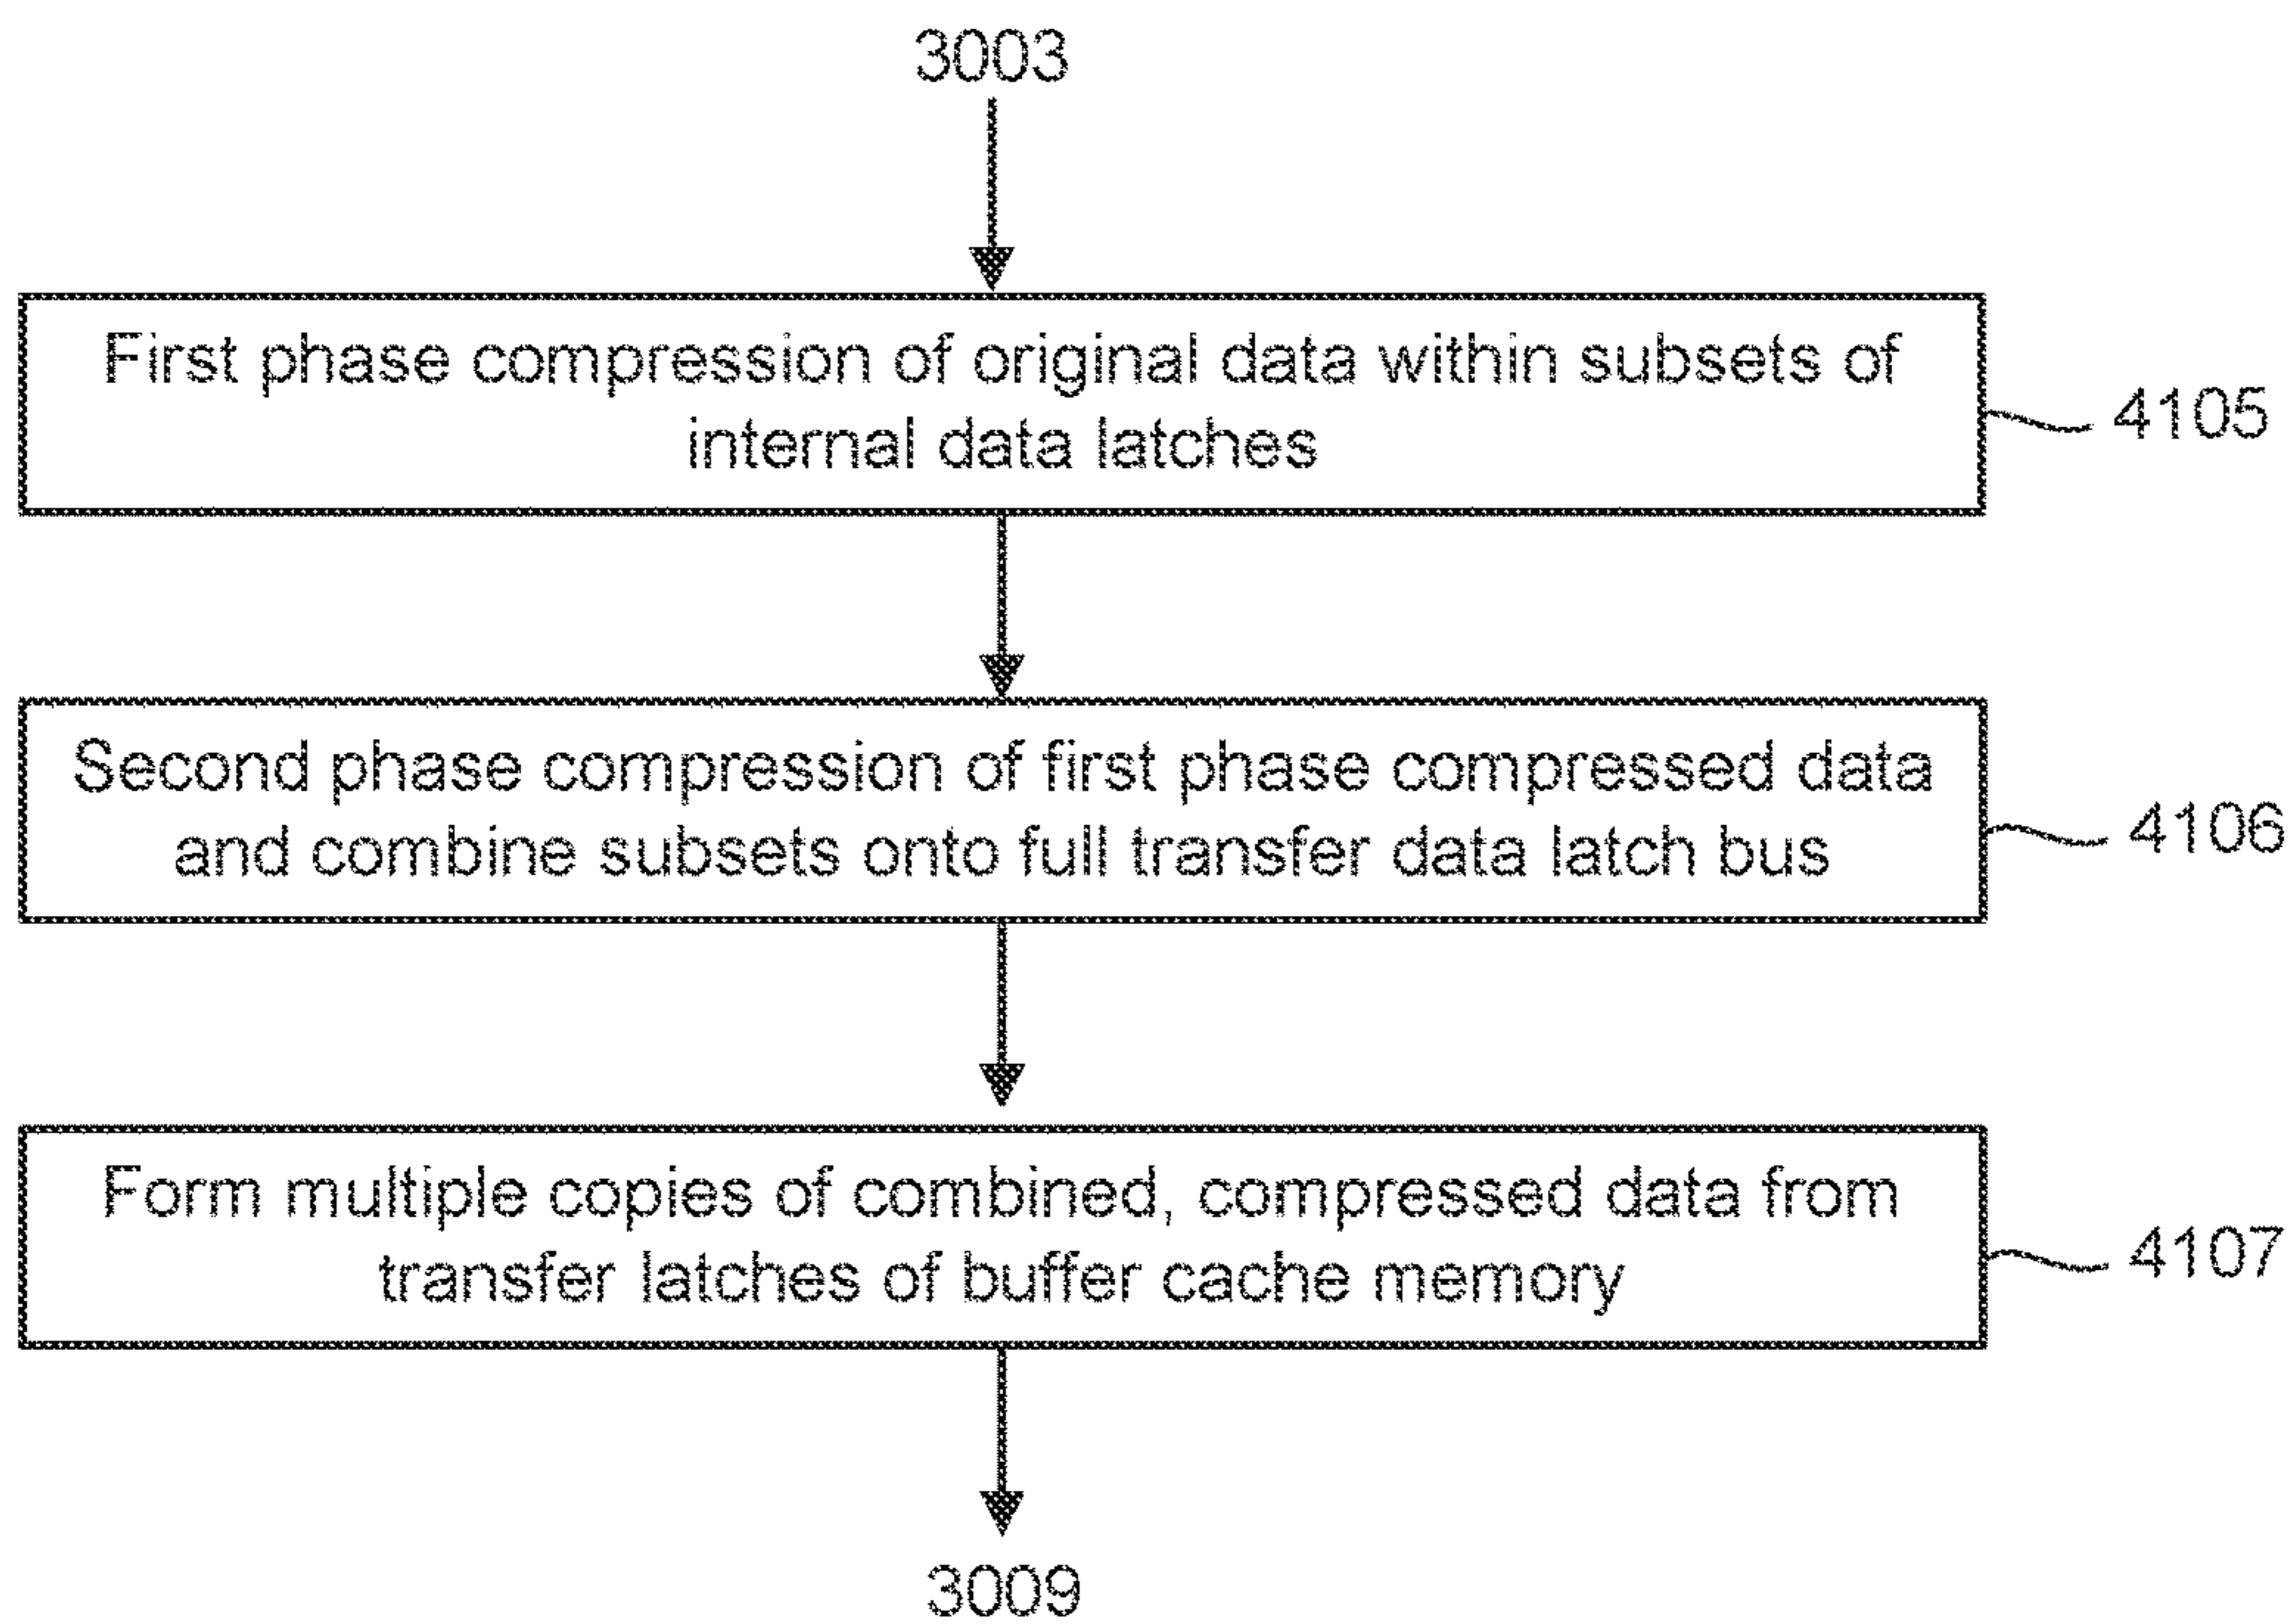 3003
First phase compression of original data within subsets of
internal data latches
4105
Second phase compression of first phase compressed data
and combine subsets onto full transfer data latch bus
4106
Form multiple copies of combined, compressed data from
transfer latches of buffer cache memory
4107
3009